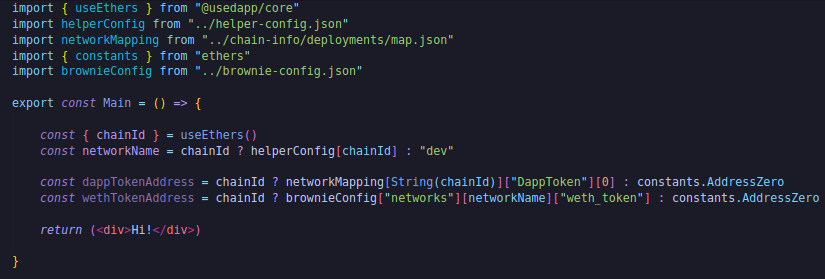 import { useEthers } from "@usedapp/core"
import helperConfig from "../helper-config.json"
import networkMapping from "../chain-info/deployments/map.json"
import { constants } from "ethers"
import brownieConfig from "../brownie-config.json"
export const Main = () => {
const { chainId } = useEthers()
const networkName = chainId ? helperConfig[chainId] : "dev"
const dappTokenAddress = chainId ? networkMapping[String(chainId)]["DappToken"][0] : constants.AddressZero
const wethTokenAddress = chainId ? brownieConfig["networks"][networkName]["weth_token"] : constants.AddressZero
return (<div>Hi!</div>)
}